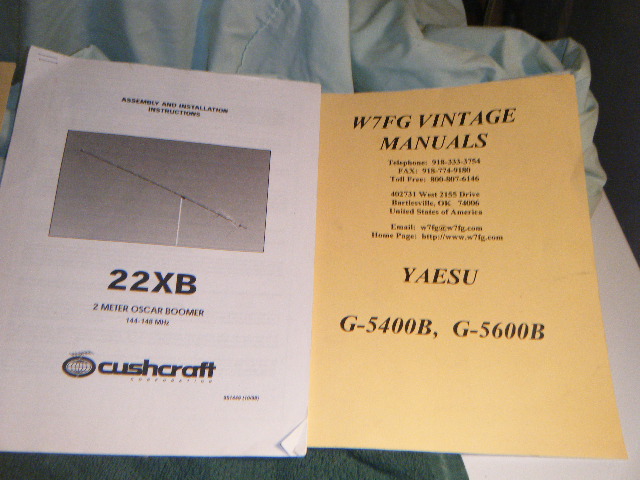 ASSEMBLY AND INSTALLATION
INSTRUCTIONS
22XB
2 METER OSCAR BOOMER
144-148 MHz
cushcraft
CORPORATION
W7FG VINTAGE
MANUALS
Telephone: 918-333-3754
FAX: 918-774-9180
Toll Free: 800-807-6146
402731 West 2155 Drive
Bartlesville, OK 74006
United States of America
Email: w7fg@w7fg.com
Home Page: http://www.w7fg.com
YAESU
G-5400B, G-5600B